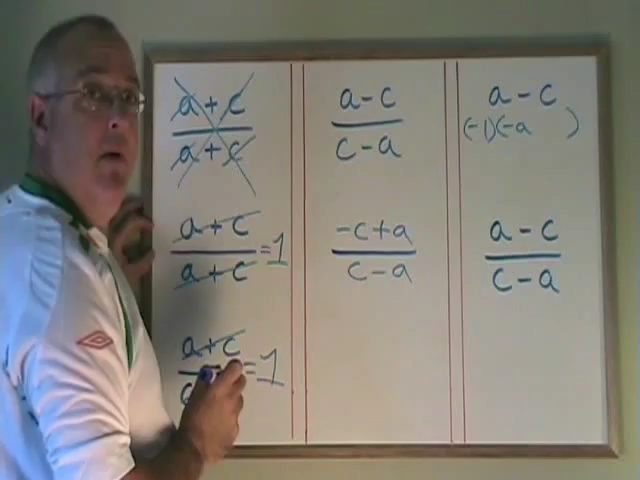 a + c
a + c
a + c
a + c
= 1
a + c
= 1
a - c
c - a
-c + a
c - a
a - c
(-1)(-a )
a - c
c - a